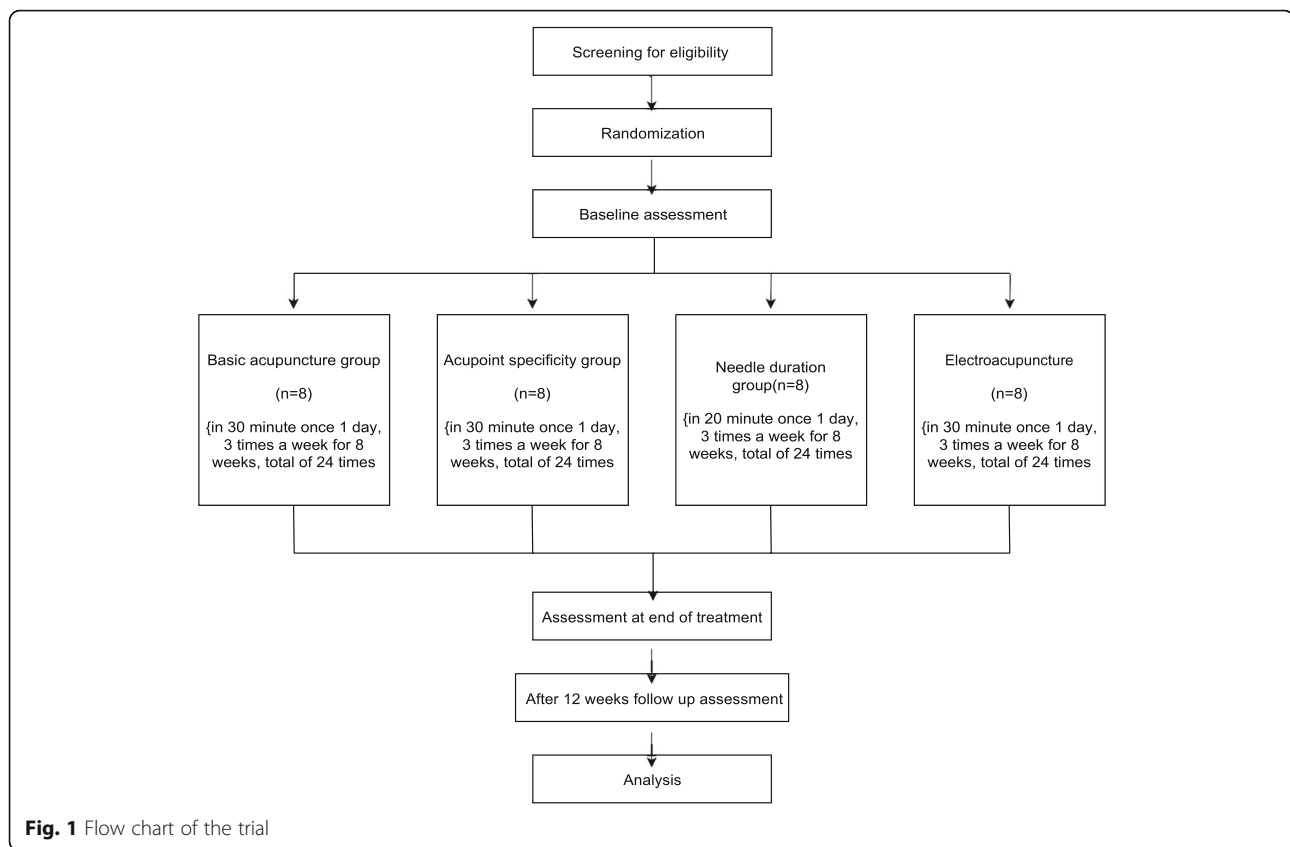 Screening for eligibility
Randomization
Baseline assessment
Basic acupuncture group
(n=8)
{in 30 minute once 1 day,
3 times a week for 8
weeks, total of 24 times
Acupoint specificity group
(n=8)
{in 30 minute once 1 day,
3 times a week for 8
weeks, total of 24 times
Needle duration
group(n=8)
{in 20 minute once 1 day,
3 times a week for 8
weeks, total of 24 times
Electroacupuncture
(n=8)
{in 30 minute once 1 day,
3 times a week for 8
weeks, total of 24 times
Assessment at end of treatment
After 12 weeks follow up assessment
Analysis
Fig. 1 Flow chart of the trial